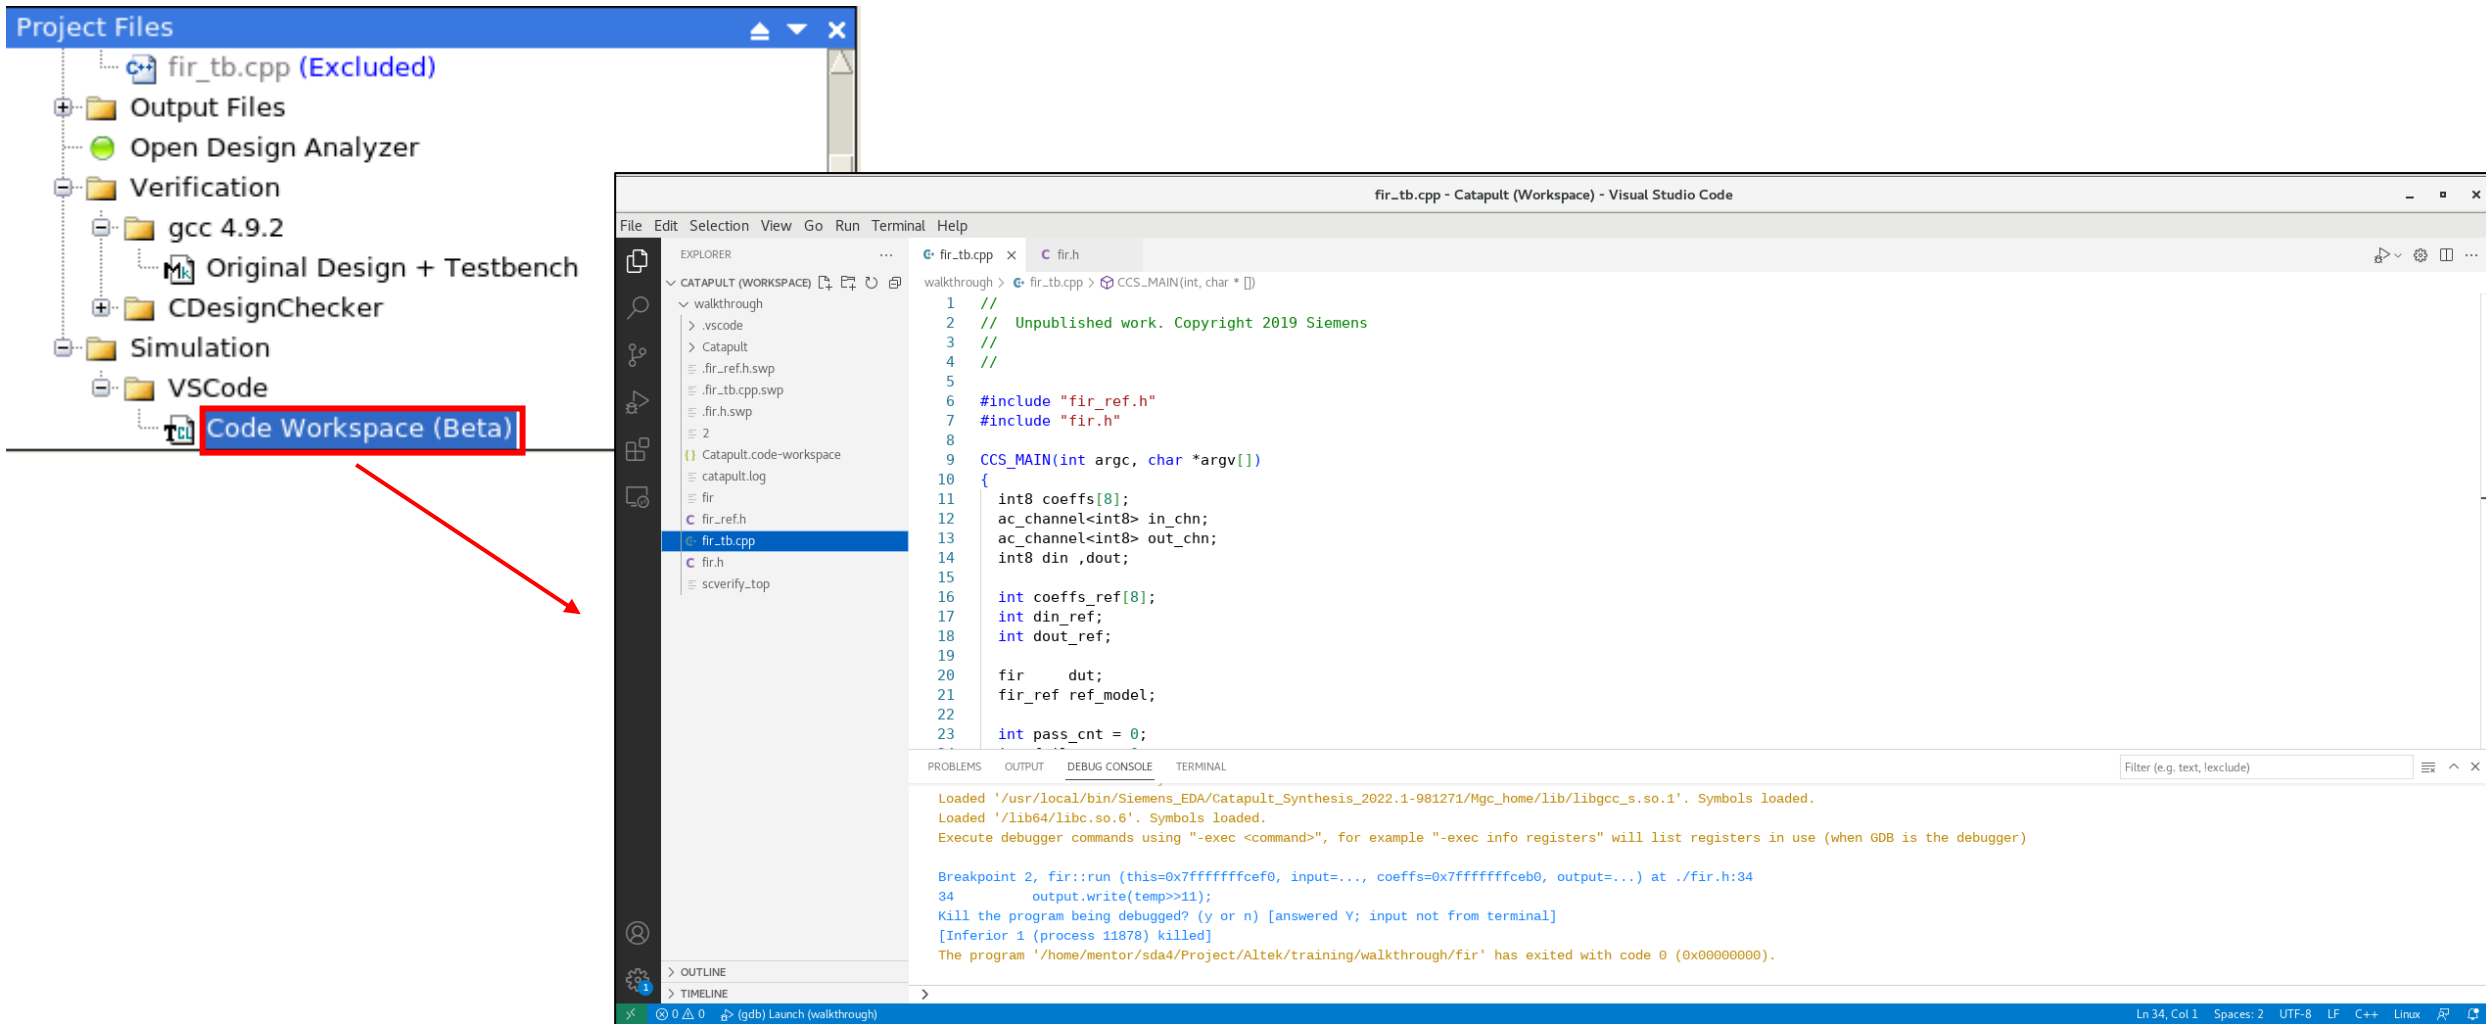 Project Files
fir_tb.cpp (Excluded)
Output Files
Open Design Analyzer
Verification
gcc 4.9.2
Original Design + Testbench
CDesignChecker
Simulation
VSCode
Code Workspace (Beta)
fir_tb.cpp - Catapult (Workspace) - Visual Studio Code
File Edit Selection View Go Run Terminal Help
EXPLORER
CATAPULT (WORKSPACE)
walkthrough
.vscode
Catapult
.fir_ref.h.swp
.fir_tb.cpp.swp
.fir.h.swp
2
Catapult.code-workspace
catapult.log
fir
fir_ref.h
fir_tb.cpp
fir.h
scverify_top
OUTLINE
TIMELINE
fir_tb.cpp fir.h
walkthrough > fir_tb.cpp > CCS_MAIN(int, char * [])
1 //
2 //  Unpublished work. Copyright 2019 Siemens
3 //
4 //
5
6 #include "fir_ref.h"
7 #include "fir.h"
8
9 CCS_MAIN(int argc, char *argv[])
10 {
11   int8 coeffs[8];
12   ac_channel<int8> in_chn;
13   ac_channel<int8> out_chn;
14   int8 din ,dout;
15
16   int coeffs_ref[8];
17   int din_ref;
18   int dout_ref;
19
20   fir     dut;
21   fir_ref ref_model;
22
23   int pass_cnt = 0;
PROBLEMS OUTPUT DEBUG CONSOLE TERMINAL
Filter (e.g. text, !exclude)
Loaded '/usr/local/bin/Siemens_EDA/Catapult_Synthesis_2022.1-981271/Mgc_home/lib/libgcc_s.so.1'. Symbols loaded.
Loaded '/lib64/libc.so.6'. Symbols loaded.
Execute debugger commands using "-exec <command>", for example "-exec info registers" will list registers in use (when GDB is the debugger)
Breakpoint 2, fir::run (this=0x7fffffffcef0, input=..., coeffs=0x7fffffffceb0, output=...) at ./fir.h:34
34         output.write(temp>>11);
Kill the program being debugged? (y or n) [answered Y; input not from terminal]
[Inferior 1 (process 11878) killed]
The program '/home/mentor/sda4/Project/Altek/training/walkthrough/fir' has exited with code 0 (0x00000000).
1
0 0 (gdb) Launch (walkthrough)
Ln 34, Col 1 Spaces: 2 UTF-8 LF C++ Linux